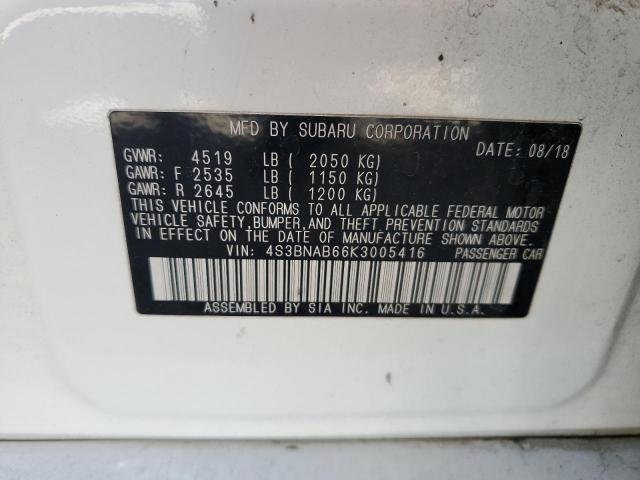 MFD BY SUBARU CORPORATION
DATE: 08/18
GVWR: 4519 LB ( 2050 KG)
GAWR: F 2535 LB ( 1150 KG)
GAWR: R 2645 LB ( 1200 KG)
THIS VEHICLE CONFORMS TO ALL APPLICABLE FEDERAL MOTOR
VEHICLE SAFETY,BUMPER,AND THEFT PREVENTION STANDARDS
IN EFFECT ON THE DATE OF MANUFACTURE SHOWN ABOVE.
VIN: 4S3BNAB66K3005416 PASSENGER CAR
ASSEMBLED BY SIA INC. MADE IN U.S.A.